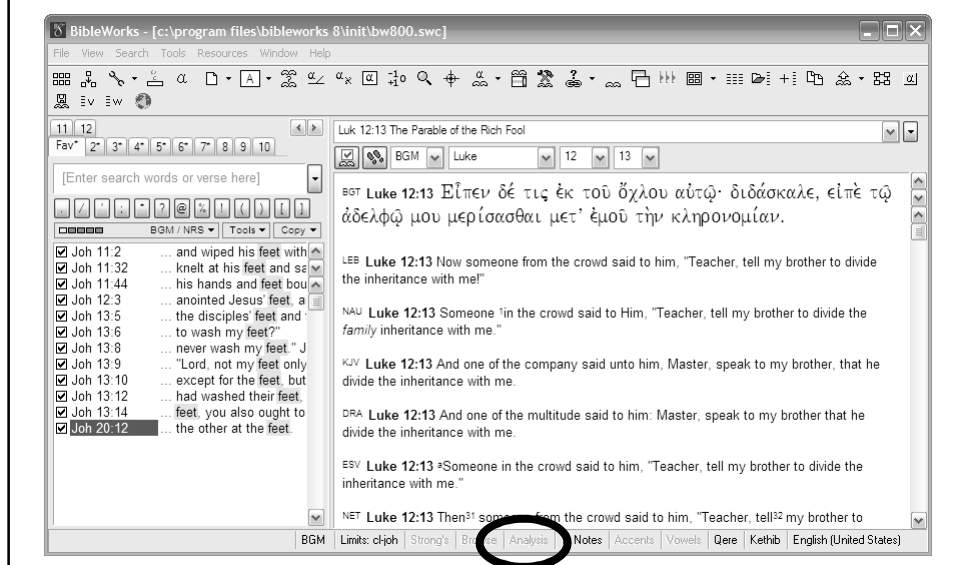 BibleWorks - [c:\program files\bibleworks 8\init\bw800.swc]
File View Search Tools Resources Window Help
11 12
Fav* 2* 3* 4* 5* 6* 7* 8 9 10
[Enter search words or verse here]
. / ' ; * ? @ % ! ( ) [ ]
BGM / NRS Tools Copy
Joh 11:2 ... and wiped his feet with
Joh 11:32 ... knelt at his feet and sa
Joh 11:44 ... his hands and feet bou
Joh 12:3 ... anointed Jesus' feet, a
Joh 13:5 ... the disciples' feet and
Joh 13:6 ... to wash my feet?"
Joh 13:8 ... never wash my feet." J
Joh 13:9 ... "Lord, not my feet only
Joh 13:10 ... except for the feet, but
Joh 13:12 ... had washed their feet,
Joh 13:14 ... feet, you also ought to
Joh 20:12 ... the other at the feet.
Luk 12:13 The Parable of the Rich Fool
BGM Luke 12 13
BGT Luke 12:13 Εἶπεν δέ τις ἐκ τοῦ ὄχλου αὐτῷ· διδάσκαλε, εἰπὲ τῷ
ἀδελφῷ μου μερίσασθαι μετ' ἐμοῦ τὴν κληρονομίαν.
LEB Luke 12:13 Now someone from the crowd said to him, "Teacher, tell my brother to divide
the inheritance with me!"
NAU Luke 12:13 Someone 1in the crowd said to Him, "Teacher, tell my brother to divide the
family inheritance with me."
KJV Luke 12:13 And one of the company said unto him, Master, speak to my brother, that he
divide the inheritance with me.
DRA Luke 12:13 And one of the multitude said to him: Master, speak to my brother that he
divide the inheritance with me.
ESV Luke 12:13 aSomeone in the crowd said to him, "Teacher, tell my brother to divide the
inheritance with me."
NET Luke 12:13 Then31 someone from the crowd said to him, "Teacher, tell32 my brother to
BGM Limits: cl-joh Strong's Browse Analysis Notes Accents Vowels Qere Kethib English (United States)